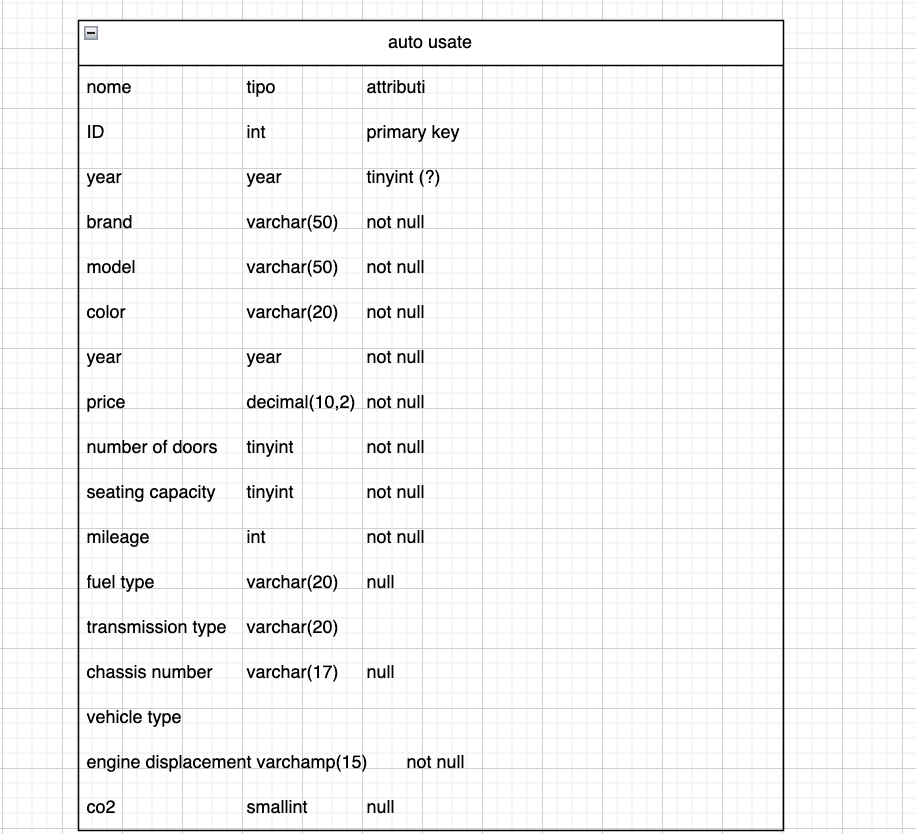 auto usate
nome tipo attributi
ID int primary key
year year tinyint (?)
brand varchar(50) not null
model varchar(50) not null
color varchar(20) not null
year year not null
price decimal(10,2) not null
number of doors tinyint not null
seating capacity tinyint not null
mileage int not null
fuel type varchar(20) null
transmission type varchar(20)
chassis number varchar(17) null
vehicle type
engine displacement varchamp(15) not null
co2 smallint null